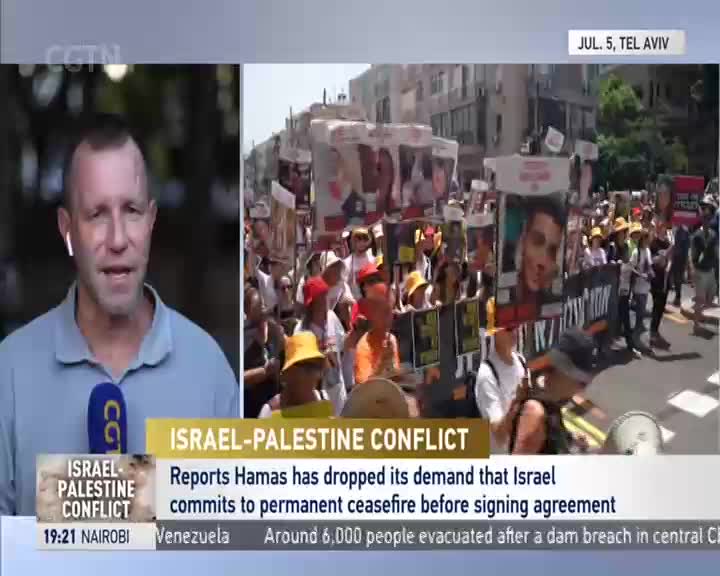 CGTN
JUL. 5, TEL AVIV
CGT
ISRAEL-PALESTINE CONFLICT
Reports Hamas has dropped its demand that Israel
commits to permanent ceasefire before signing agreement
ISRAEL-
PALESTINE
CONFLICT
19:21 NAIROBI
Venezuela Around 6,000 people evacuated after a dam breach in central C